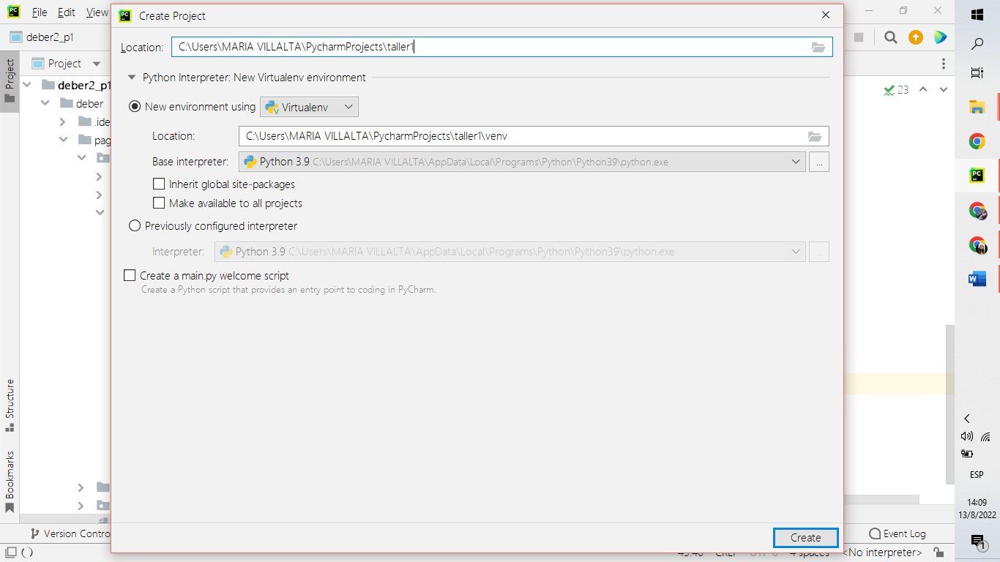 File Edit View
Create Project
deber2_p1
Location: C:\Users\MARIA VILLALTA\PycharmProjects\taller1
Project
Project
Python Interpreter: New Virtualenv environment
deber2_p1
23
deber
New environment using Virtualenv
.ide
pag
Location: C:\Users\MARIA VILLALTA\PycharmProjects\taller1\venv
Base interpreter: Python 3.9 C:\Users\MARIA VILLALTA\AppData\Local\Programs\Python\Python39\python.exe
...
Inherit global site-packages
Make available to all projects
Previously configured interpreter
Interpreter: Python 3.9 C:\Users\MARIA VILLALTA\AppData\Local\Programs\Python\Python39\python.exe
...
Create a main.py welcome script
Create a Python script that provides an entry point to coding in PyCharm.
Structure
Bookmarks
ESP
14:09
13/8/2022
Version Contro
Create
Event Log
4 spaces
<No interpreter>
1